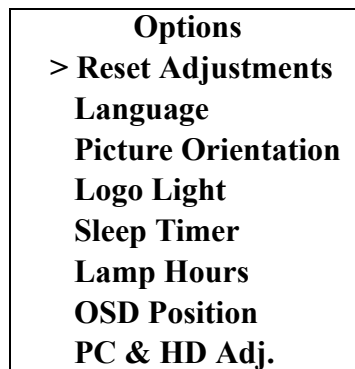 Options
> Reset Adjustments
Language
Picture Orientation
Logo Light
Sleep Timer
Lamp Hours
OSD Position
PC & HD Adj.